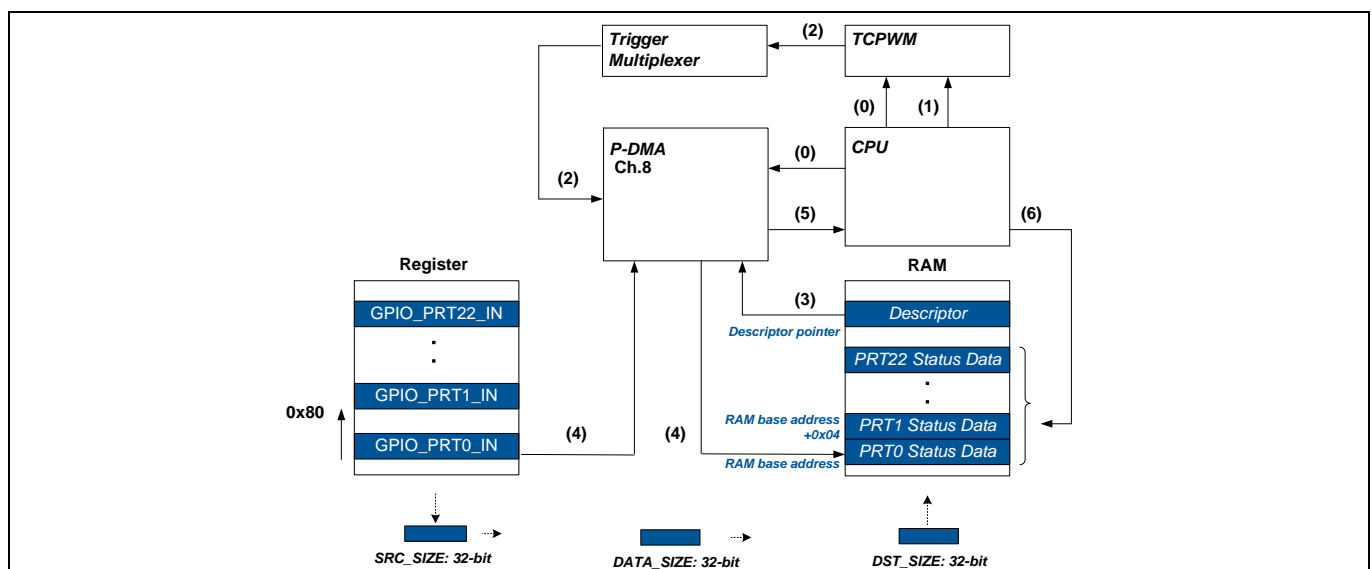 Trigger
Multiplexer
(2)
TCPWM
(0)
(1)
P-DMA
Ch.8
(0)
CPU
(2)
(5)
(6)
Register
RAM
GPIO_PRT22_IN
(3)
Descriptor
Descriptor pointer
PRT22 Status Data
GPIO_PRT1_IN
0x80
RAM base address
+0x04
PRT1 Status Data
GPIO_PRT0_IN
(4)
(4)
PRT0 Status Data
RAM base address
SRC_SIZE: 32-bit
DATA_SIZE: 32-bit
DST_SIZE: 32-bit